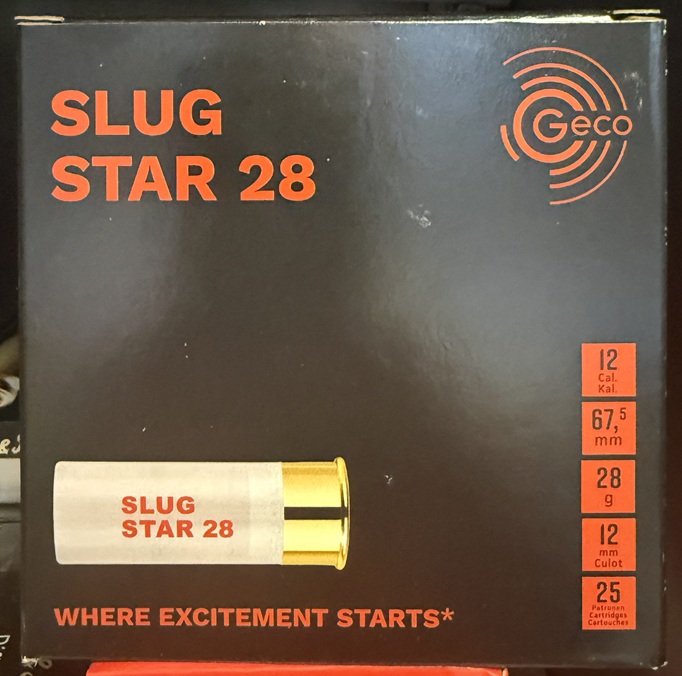 SLUG
STAR 28
Geco
12
Cal.
Kal.
67,5
mm
28
g
12
mm
Culot
25
Patronen
Cartridges
Cartouches
SLUG
STAR 28
WHERE EXCITEMENT STARTS*